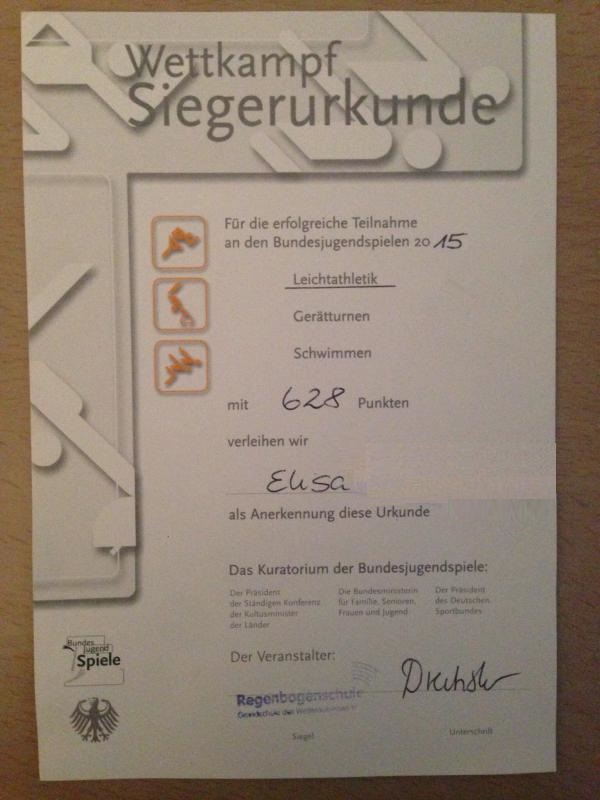 Wettkampf
Siegerurkunde
Für die erfolgreiche Teilnahme
an den Bundesjugendspielen 2015
Leichtathletik
Gerätturnen
Schwimmen
mit 628 Punkten
verleihen wir
Elisa
als Anerkennung diese Urkunde
Das Kuratorium der Bundesjugendspiele:
Der Präsident
der Ständigen Konferenz
der Kultusminister
der Länder
Die Bundesministerin
für Familie, Senioren,
Frauen und Jugend
Der Präsident
des Deutschen
Sportbundes
Bundes
jugend
Spiele
Der Veranstalter:
Regenbogenschule
Grundschule des
Siegel
Unterschrift